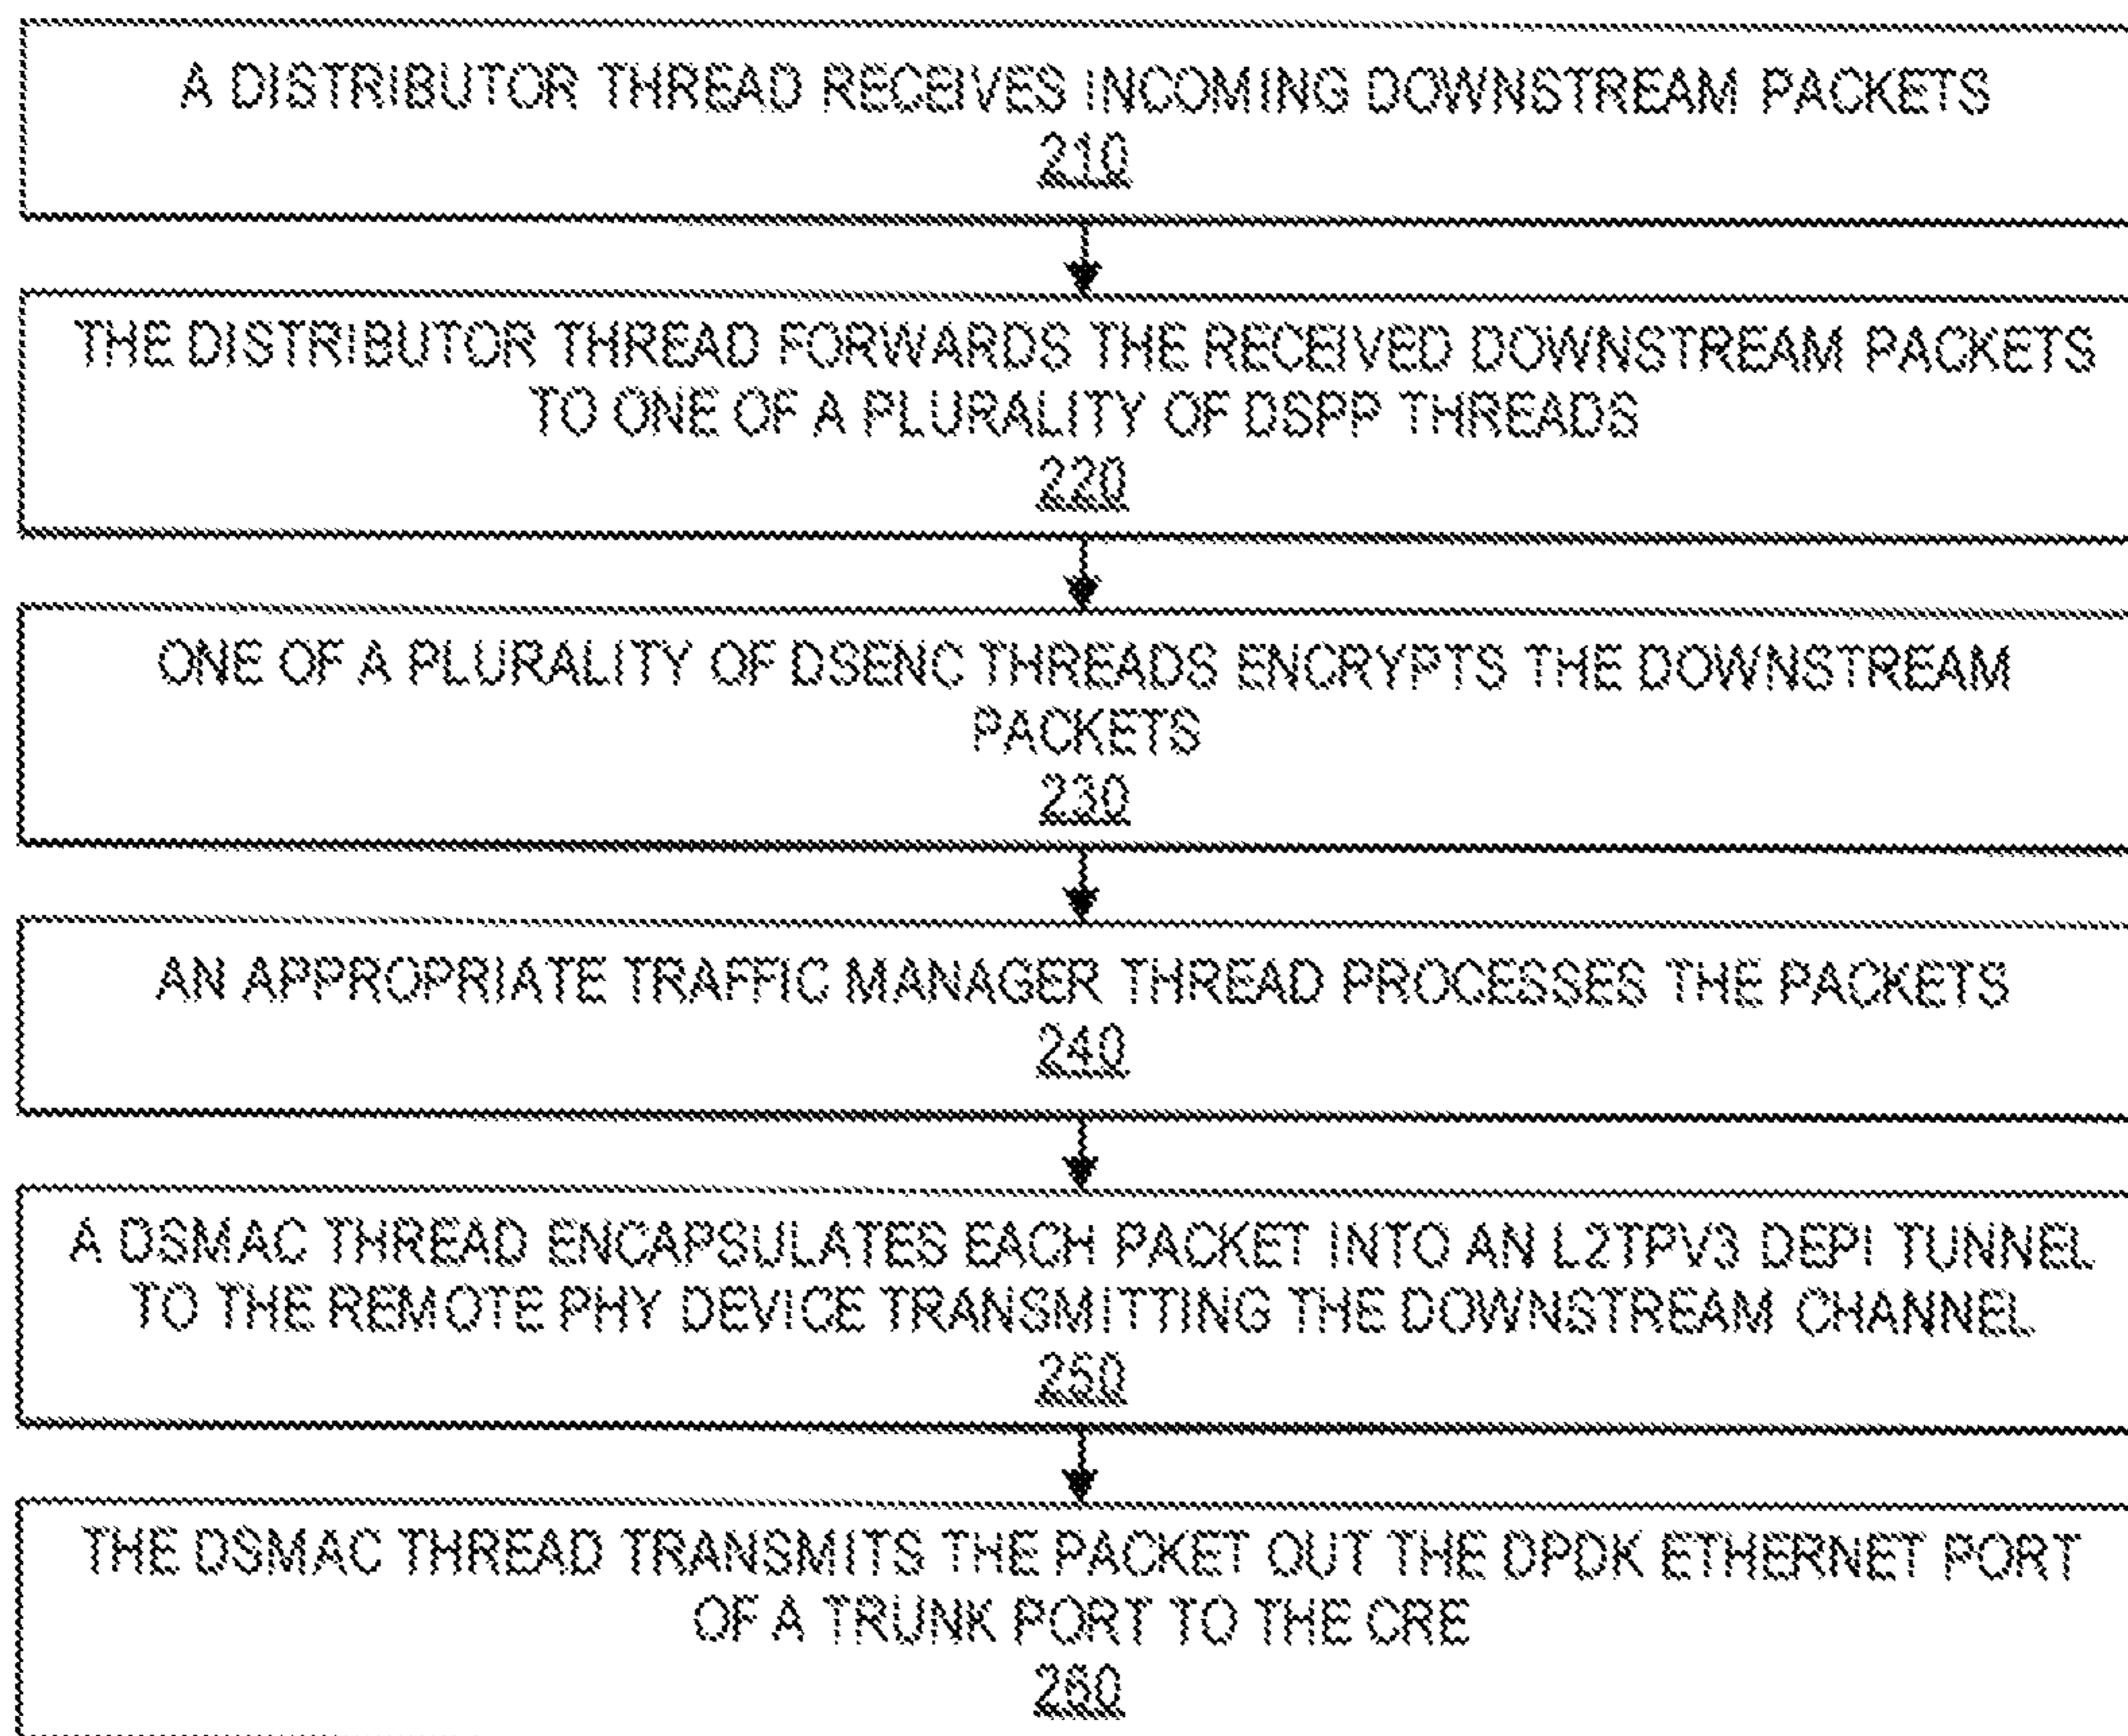 A DISTRIBUTOR THREAD RECEIVES INCOMING DOWNSTREAM PACKETS
210
THE DISTRIBUTOR THREAD FORWARDS THE RECEIVED DOWNSTREAM PACKETS
TO ONE OF A PLURALITY OF DSPP THREADS
220
ONE OF A PLURALITY OF DSENC THREADS ENCRYPTS THE DOWNSTREAM
PACKETS
230
AN APPROPRIATE TRAFFIC MANAGER THREAD PROCESSES THE PACKETS
240
A DSMAC THREAD ENCAPSULATES EACH PACKET INTO AN L2TPV3 DEPI TUNNEL
TO THE REMOTE PHY DEVICE TRANSMITTING THE DOWNSTREAM CHANNEL
250
THE DSMAC THREAD TRANSMITS THE PACKET OUT THE DPDK ETHERNET PORT
OF A TRUNK PORT TO THE CRE
260